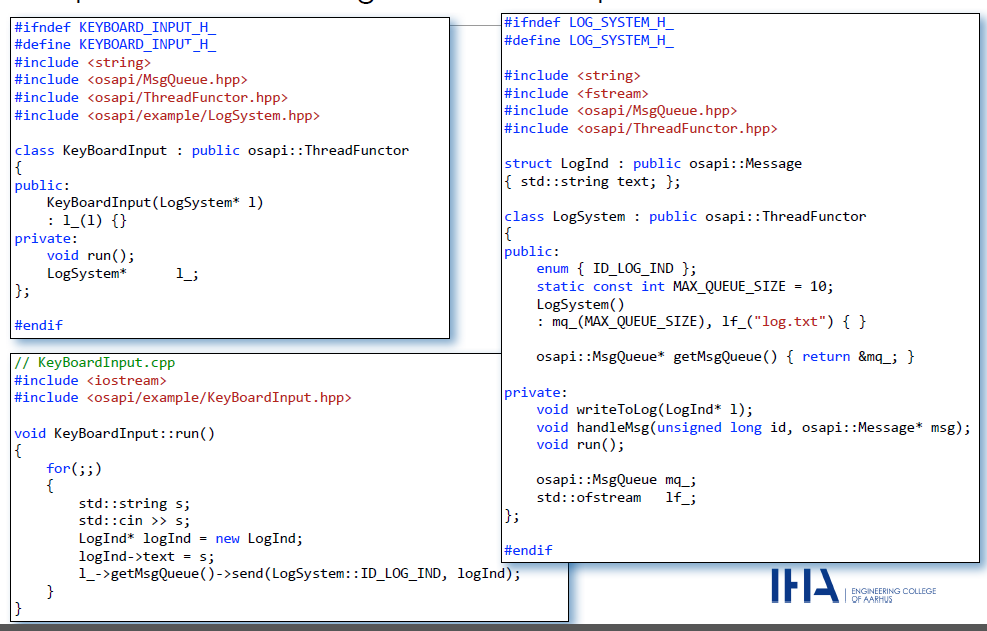 #ifndef KEYBOARD_INPUT_H_
#define KEYBOARD_INPUT_H_
#include <string>
#include <osapi/MsgQueue.hpp>
#include <osapi/ThreadFunctor.hpp>
#include <osapi/example/LogSystem.hpp>

class KeyBoardInput : public osapi::ThreadFunctor
{
public:
    KeyBoardInput(LogSystem* l)
    : l_(l) {}
private:
    void run();
    LogSystem*      l_;
};

#endif

// KeyBoardInput.cpp
#include <iostream>
#include <osapi/example/KeyBoardInput.hpp>

void KeyBoardInput::run()
{
    for(;;)
    {
        std::string s;
        std::cin >> s;
        LogInd* logInd = new LogInd;
        logInd->text = s;
        l_->getMsgQueue()->send(LogSystem::ID_LOG_IND, logInd);
    }
}

#ifndef LOG_SYSTEM_H_
#define LOG_SYSTEM_H_

#include <string>
#include <fstream>
#include <osapi/MsgQueue.hpp>
#include <osapi/ThreadFunctor.hpp>

struct LogInd : public osapi::Message
{ std::string text; };

class LogSystem : public osapi::ThreadFunctor
{
public:
    enum { ID_LOG_IND };
    static const int MAX_QUEUE_SIZE = 10;
    LogSystem()
    : mq_(MAX_QUEUE_SIZE), lf_("log.txt") { }

    osapi::MsgQueue* getMsgQueue() { return &mq_; }

private:
    void writeToLog(LogInd* l);
    void handleMsg(unsigned long id, osapi::Message* msg);
    void run();

    osapi::MsgQueue mq_;
    std::ofstream   lf_;
};

#endif

IHA
ENGINEERING COLLEGE
OF AARHUS